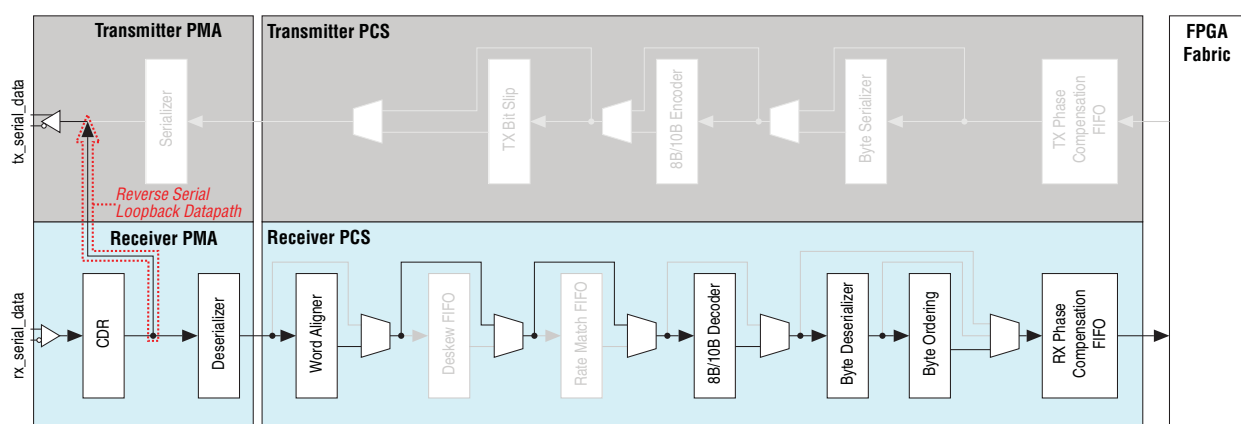 Transmitter PMA
Transmitter PCS
FPGA
Fabric
tx_serial_data
Serializer
TX Bit Slip
8B/10B Encoder
Byte Serializer
TX Phase
Compensation
FIFO
Reverse Serial
Loopback Datapath
Receiver PMA
Receiver PCS
rx_serial_data
CDR
Deserializer
Word Aligner
Deskew FIFO
Rate Match FIFO
8B/10B Decoder
Byte Deserializer
Byte Ordering
RX Phase
Compensation
FIFO